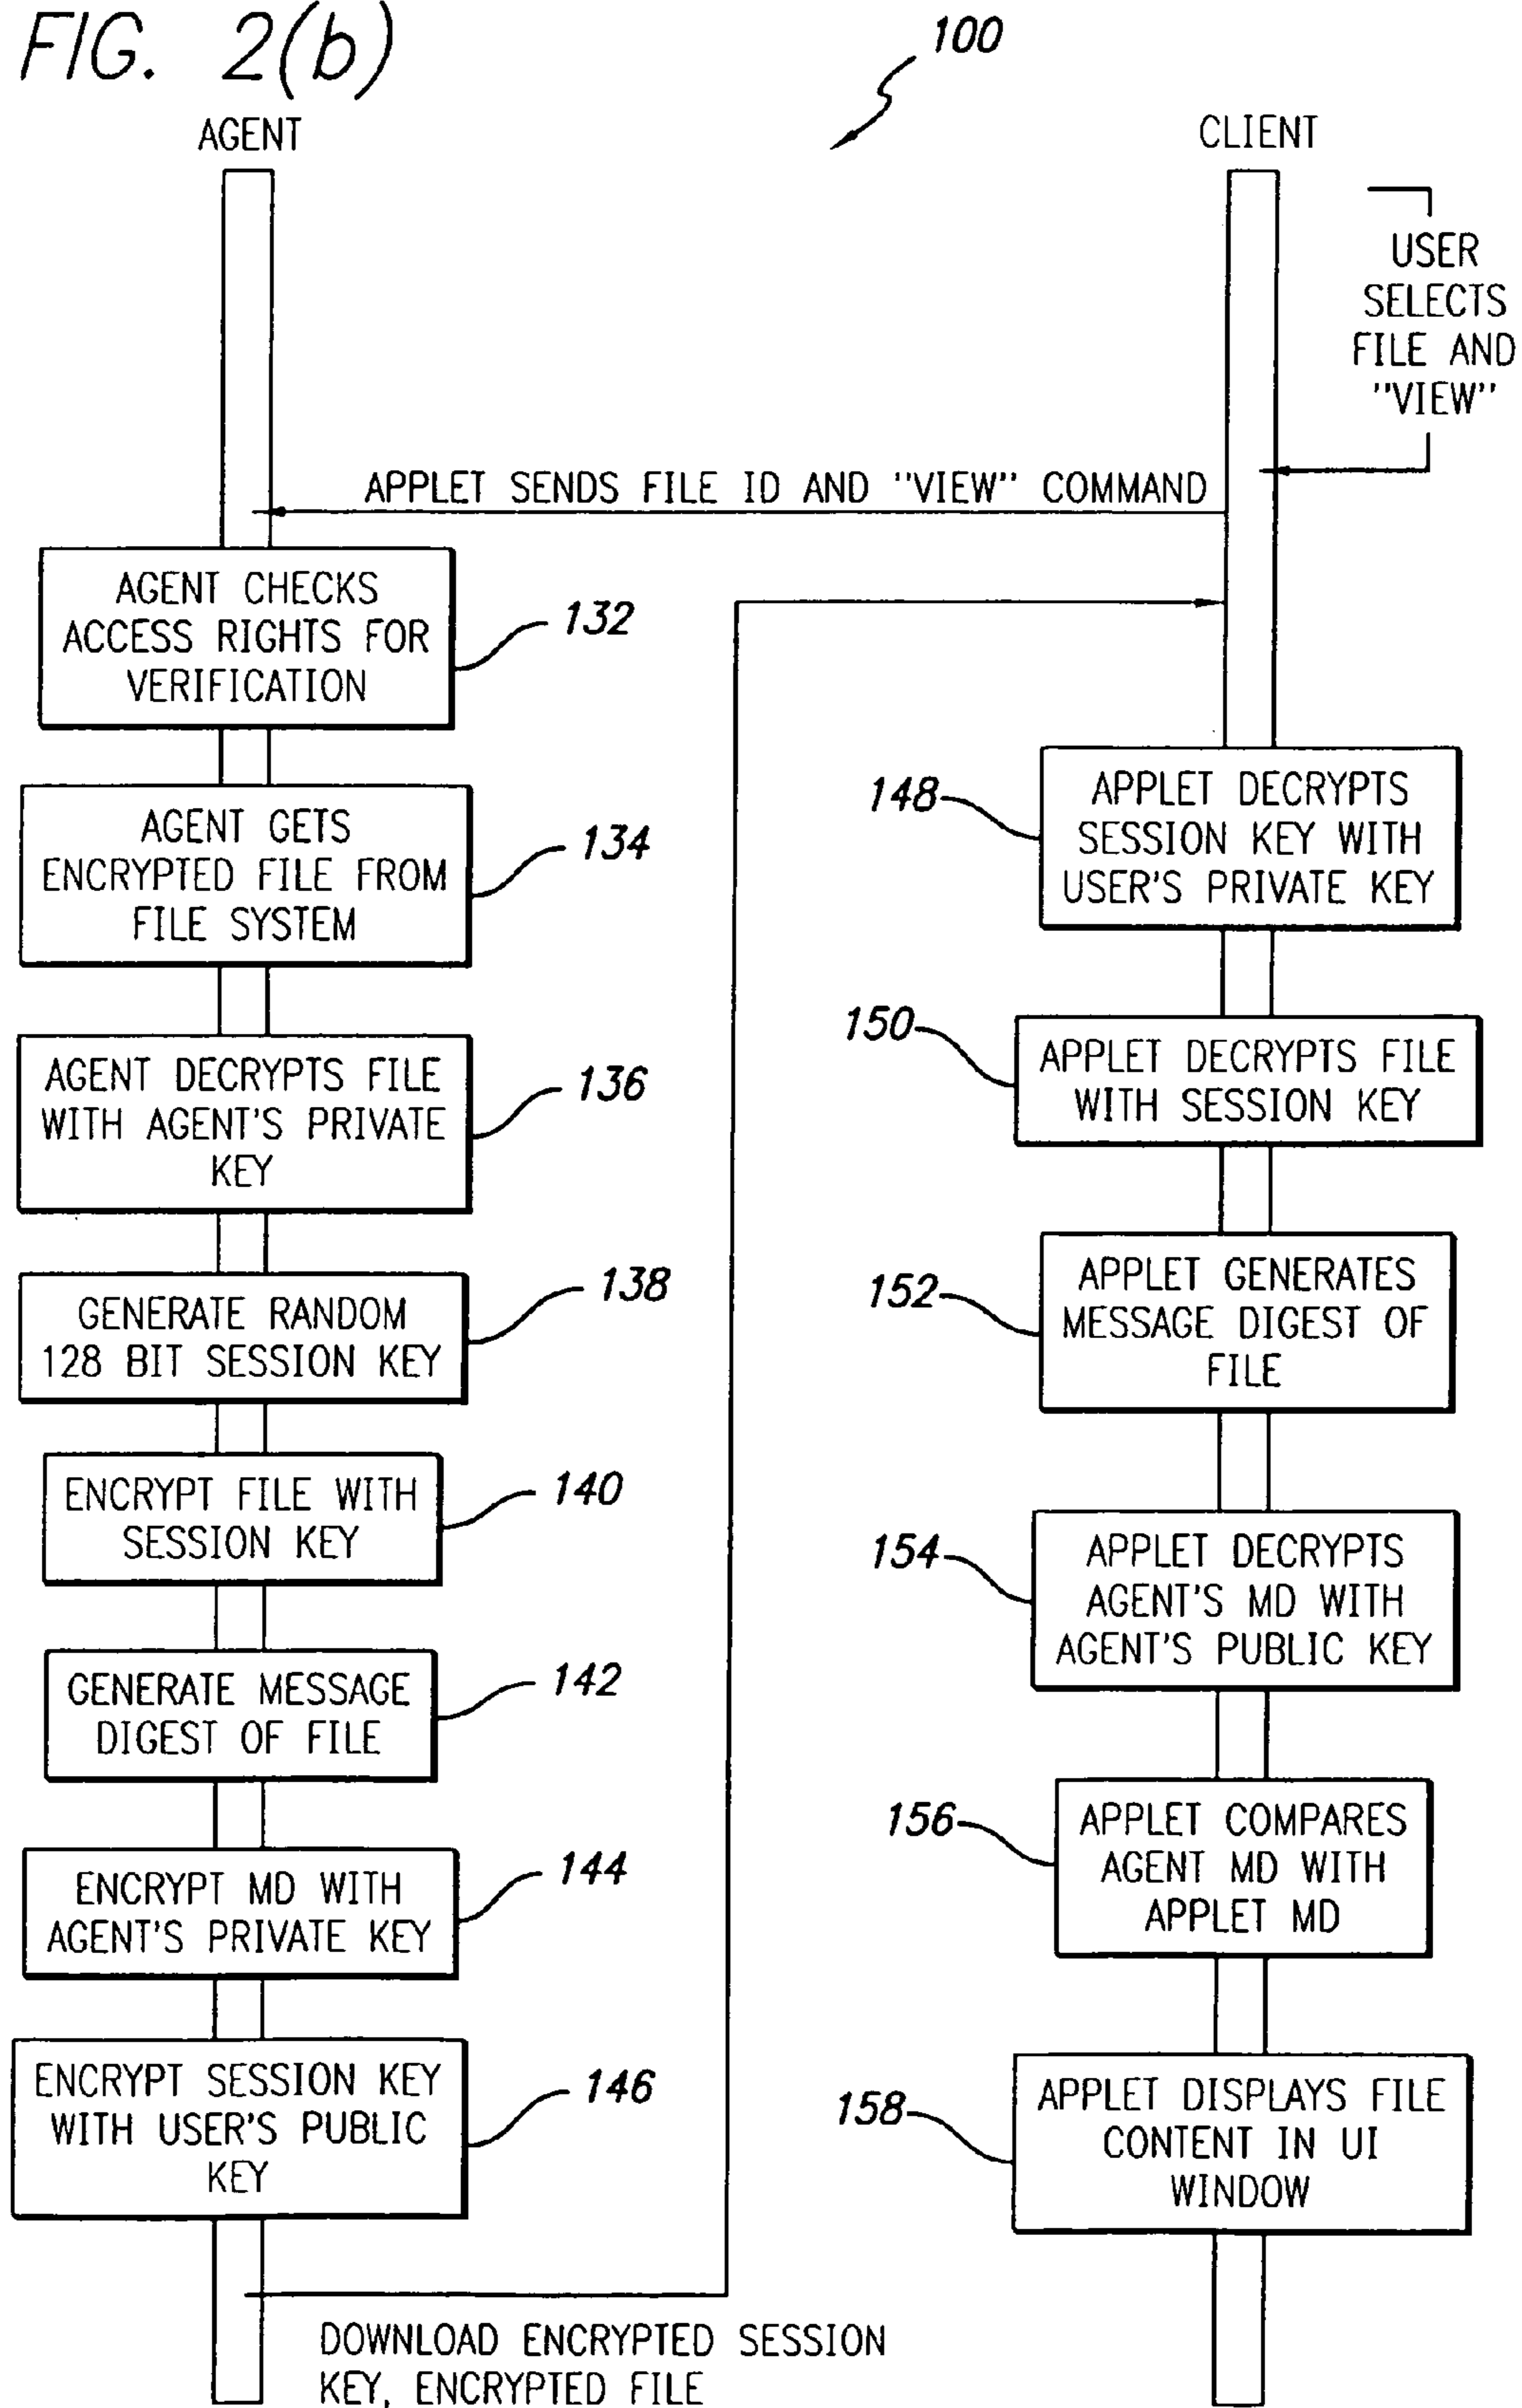 FIG. 2(b)
100
AGENT
CLIENT
USER
SELECTS
FILE AND
"VIEW"
APPLET SENDS FILE ID AND "VIEW" COMMAND
AGENT CHECKS
ACCESS RIGHTS FOR
VERIFICATION
132
AGENT GETS
ENCRYPTED FILE FROM
FILE SYSTEM
134
AGENT DECRYPTS FILE
WITH AGENT'S PRIVATE
KEY
136
GENERATE RANDOM
128 BIT SESSION KEY
138
ENCRYPT FILE WITH
SESSION KEY
140
GENERATE MESSAGE
DIGEST OF FILE
142
ENCRYPT MD WITH
AGENT'S PRIVATE KEY
144
ENCRYPT SESSION KEY
WITH USER'S PUBLIC
KEY
146
DOWNLOAD ENCRYPTED SESSION
KEY, ENCRYPTED FILE
148
APPLET DECRYPTS
SESSION KEY WITH
USER'S PRIVATE KEY
150
APPLET DECRYPTS FILE
WITH SESSION KEY
152
APPLET GENERATES
MESSAGE DIGEST OF
FILE
154
APPLET DECRYPTS
AGENT'S MD WITH
AGENT'S PUBLIC KEY
156
APPLET COMPARES
AGENT MD WITH
APPLET MD
158
APPLET DISPLAYS FILE
CONTENT IN UI
WINDOW